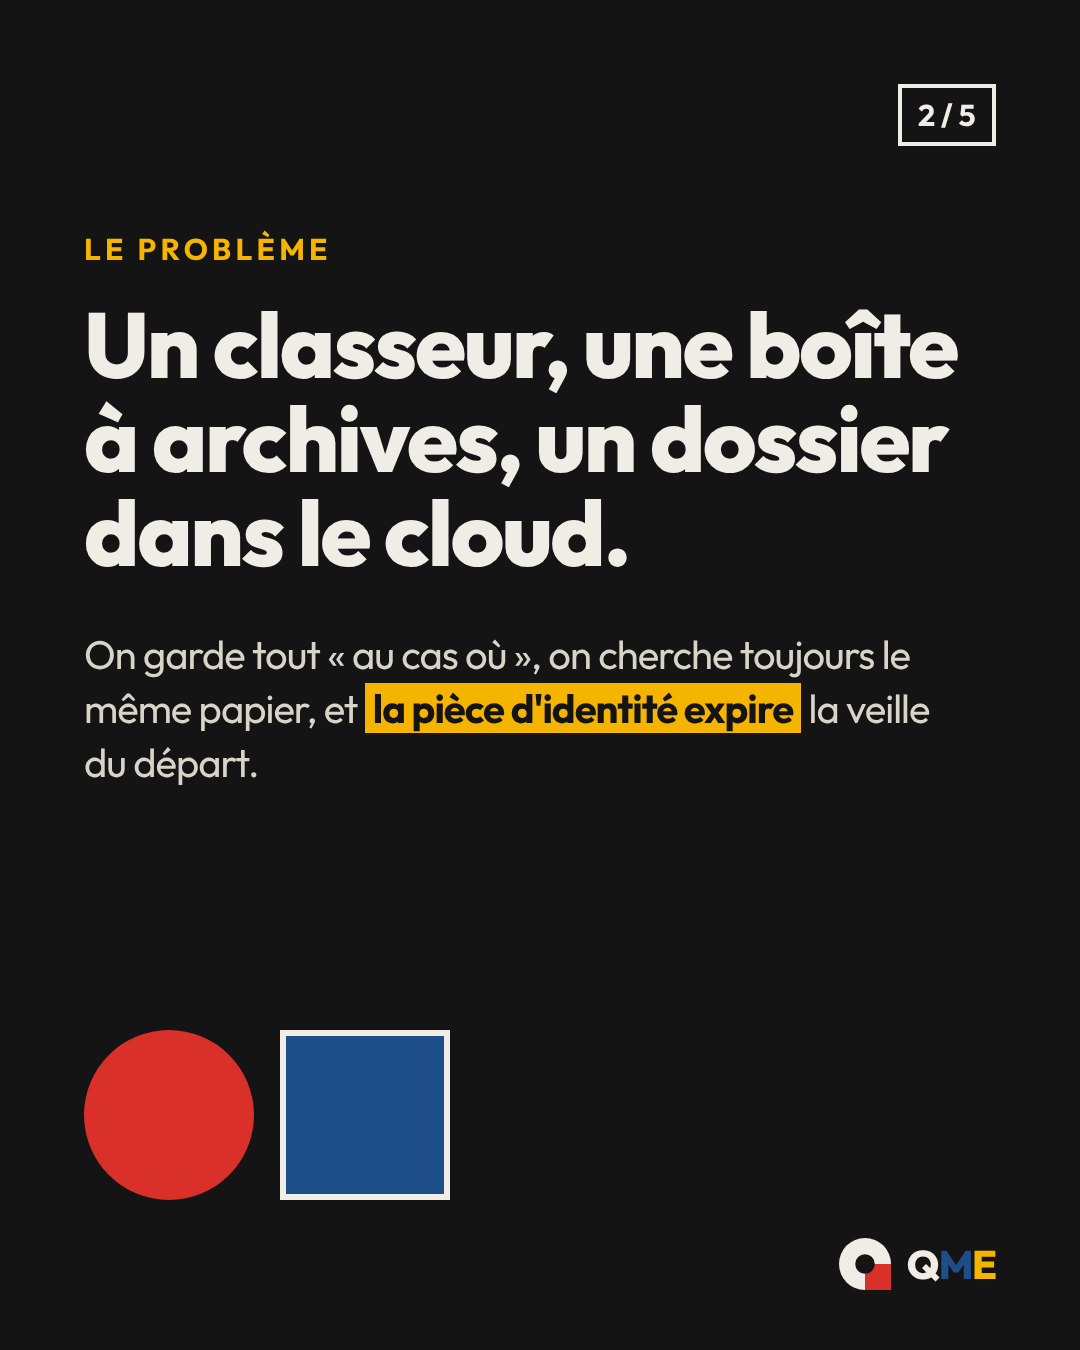 2 / 5
LE PROBLÈME
Un classeur, une boîte
à archives, un dossier
dans le cloud.
On garde tout « au cas où », on cherche toujours le
même papier, et la pièce d'identité expire la veille
du départ.
QME